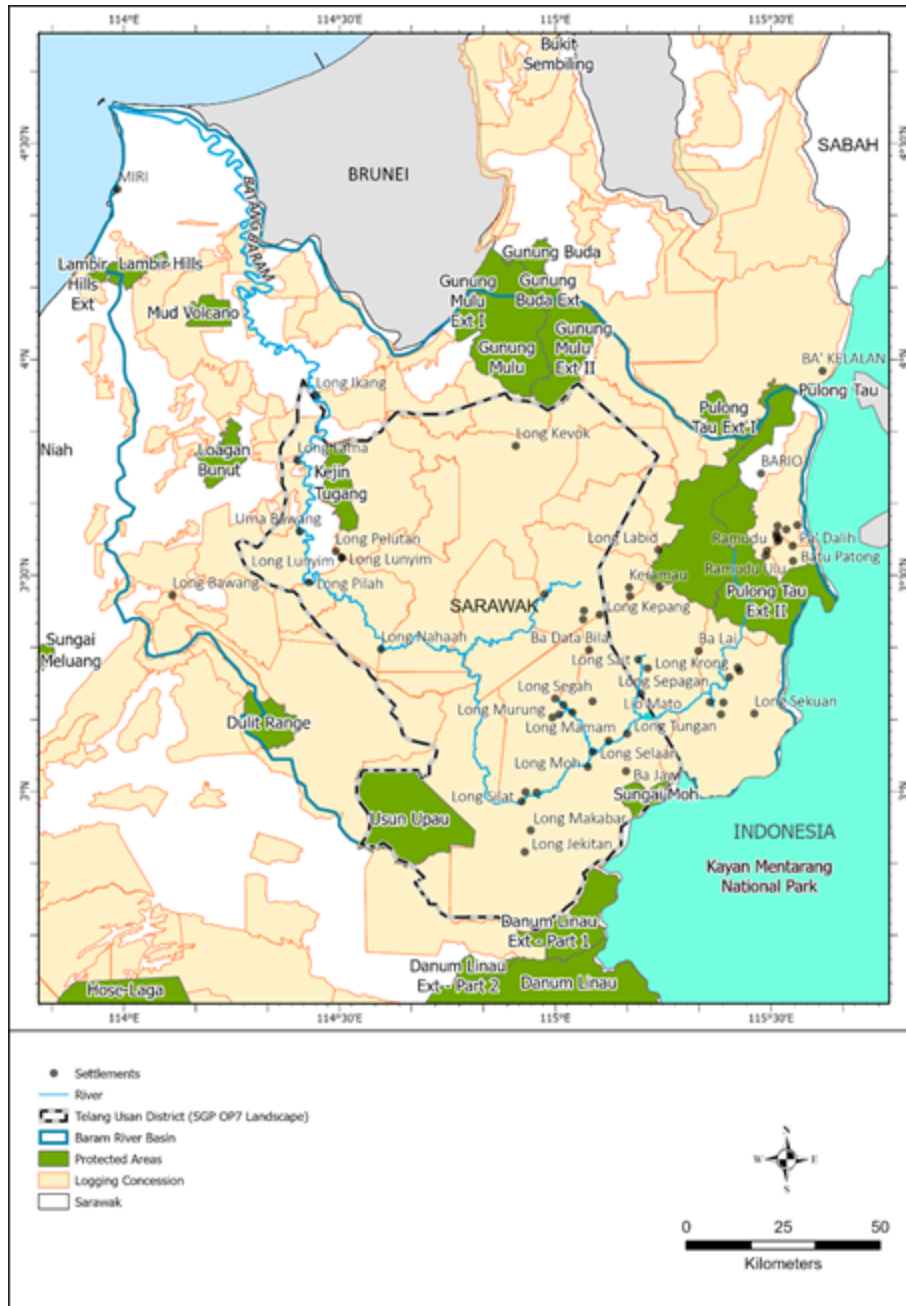 114°E
114°30'E
115°E
115°30'E
Bukit
Sembiling
4°30'N
4°30'N
SABAH
BRUNEI
MIRI
BATANG BARAM
Lambir
Hills
Ext
Lambir Hills
Mud Volcano
Gunung Buda
Gunung
Buda Ext
Gunung
Mulu
Ext I
Gunung
Mulu
Gunung
Mulu
Ext II
4°N
4°N
BA' KELALAN
Pulong Tau
Long Ikang
Pulong
Tau Ext I
Long Kevok
Niah
Loagan
Bunut
Long Lama
Kejin
Tugang
BARIO
Uma Bawang
Long Pelutan
Long Lunyim
Long Lunyim
Long Labid
Ramudu
Pa' Dalih
Batu Patong
Ramudu Ulu
3°30'N
3°30'N
Long Bawang
Long Pilah
Keramau
Pulong Tau
Ext II
SARAWAK
Long Kepang
Sungai
Meluang
Long Nahaah
Ba Data Bila
Ba Lai
Long Sait
Long Krong
Long Segah
Long Sepagan
Long Murung
Lio Mato
Long Sekuan
Dulit Range
Long Mamam
Long Tungan
Long Selaan
Long Moh
Ba Jawi
3°N
3°N
Long Silat
Sungai Moh
Usun Upau
Long Makabar
INDONESIA
Long Jekitan
Kayan Mentarang
National Park
Danum Linau
Ext - Part 1
Danum Linau
Ext - Part 2
Danum Linau
Hose-Laga
114°E
114°30'E
115°E
115°30'E
Settlements
River
Telang Usan District (SGP OP7 Landscape)
Baram River Basin
Protected Areas
Logging Concession
Sarawak
N
W E
S
0 25 50
Kilometers